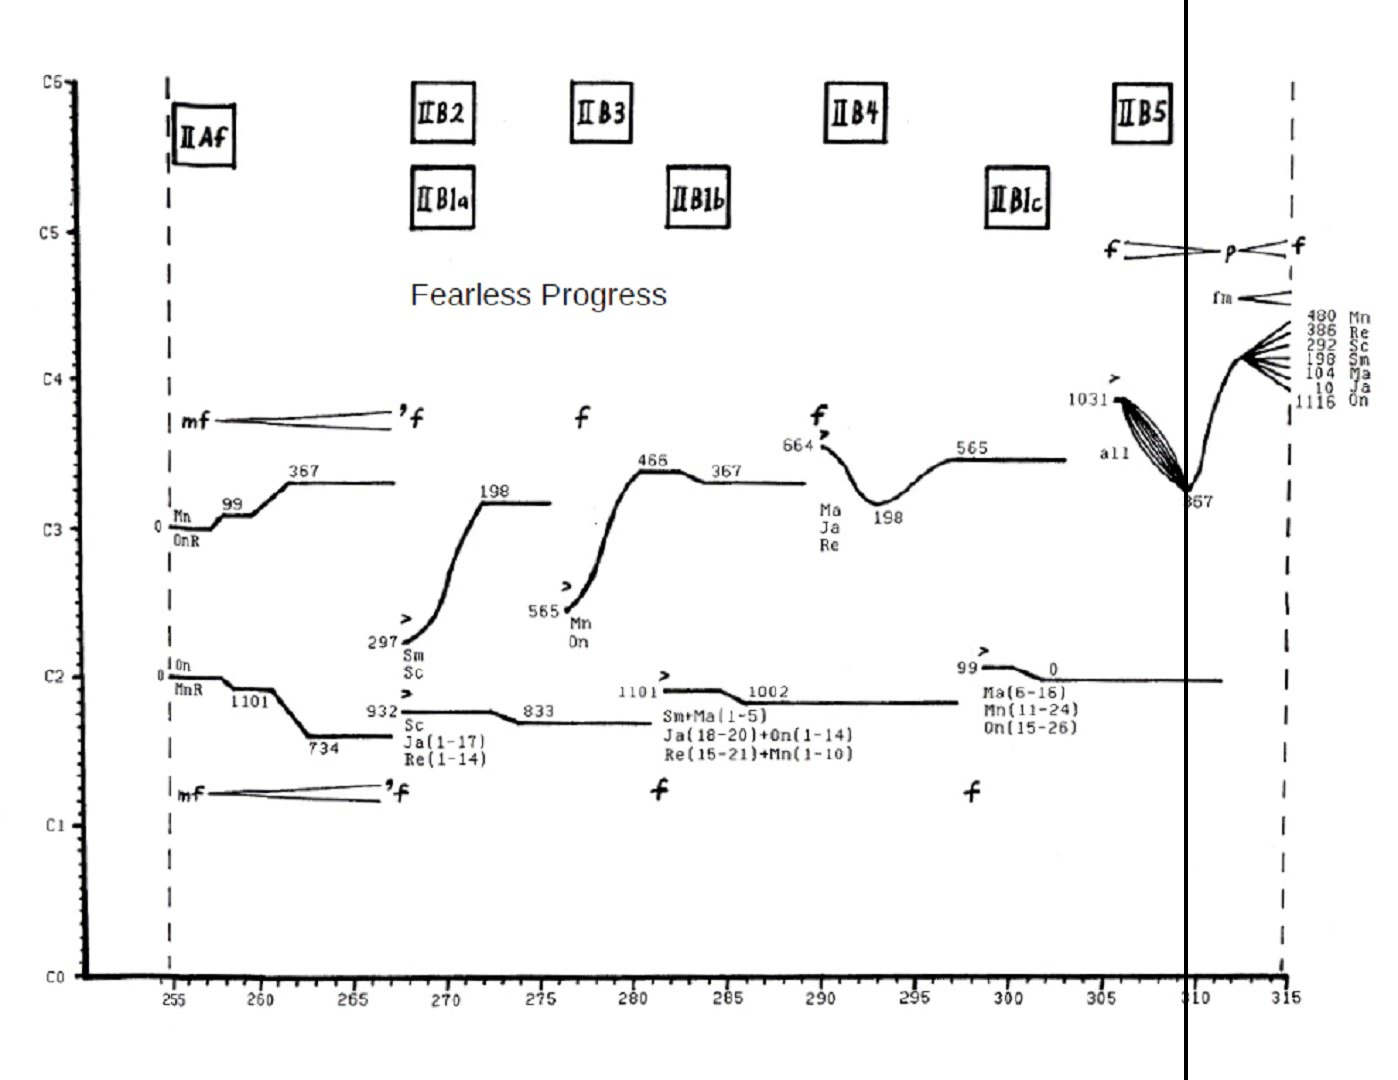 C6
IIAf
IIB2
IIB3
IIB4
IIB5
IIB1a
IIB1b
IIB1c
C5
f p f
Fearless Progress
fm
480 Mn
386 Re
292 Sc
198 Sm
104 Ma
10 Ja
1116 On
C4
>
1031
all
367
mf 'f
f
f
>
664
565
198
Ma
Ja
Re
466
367
367
99
0 Mn
OnR
C3
198
>
565
Mn
On
>
297
Sm
Sc
C2
0 On
MnR
1101
734
>
932
833
Sc
Ja(1-17)
Re(1-14)
>
1101
1002
Sm+Ma(1-5)
Ja(18-20)+On(1-14)
Re(15-21)+Mn(1-10)
>
99
0
Ma(6-16)
Mn(11-24)
On(15-26)
mf 'f
f
f
C1
C0
255 260 265 270 275 280 285 290 295 300 305 310 315